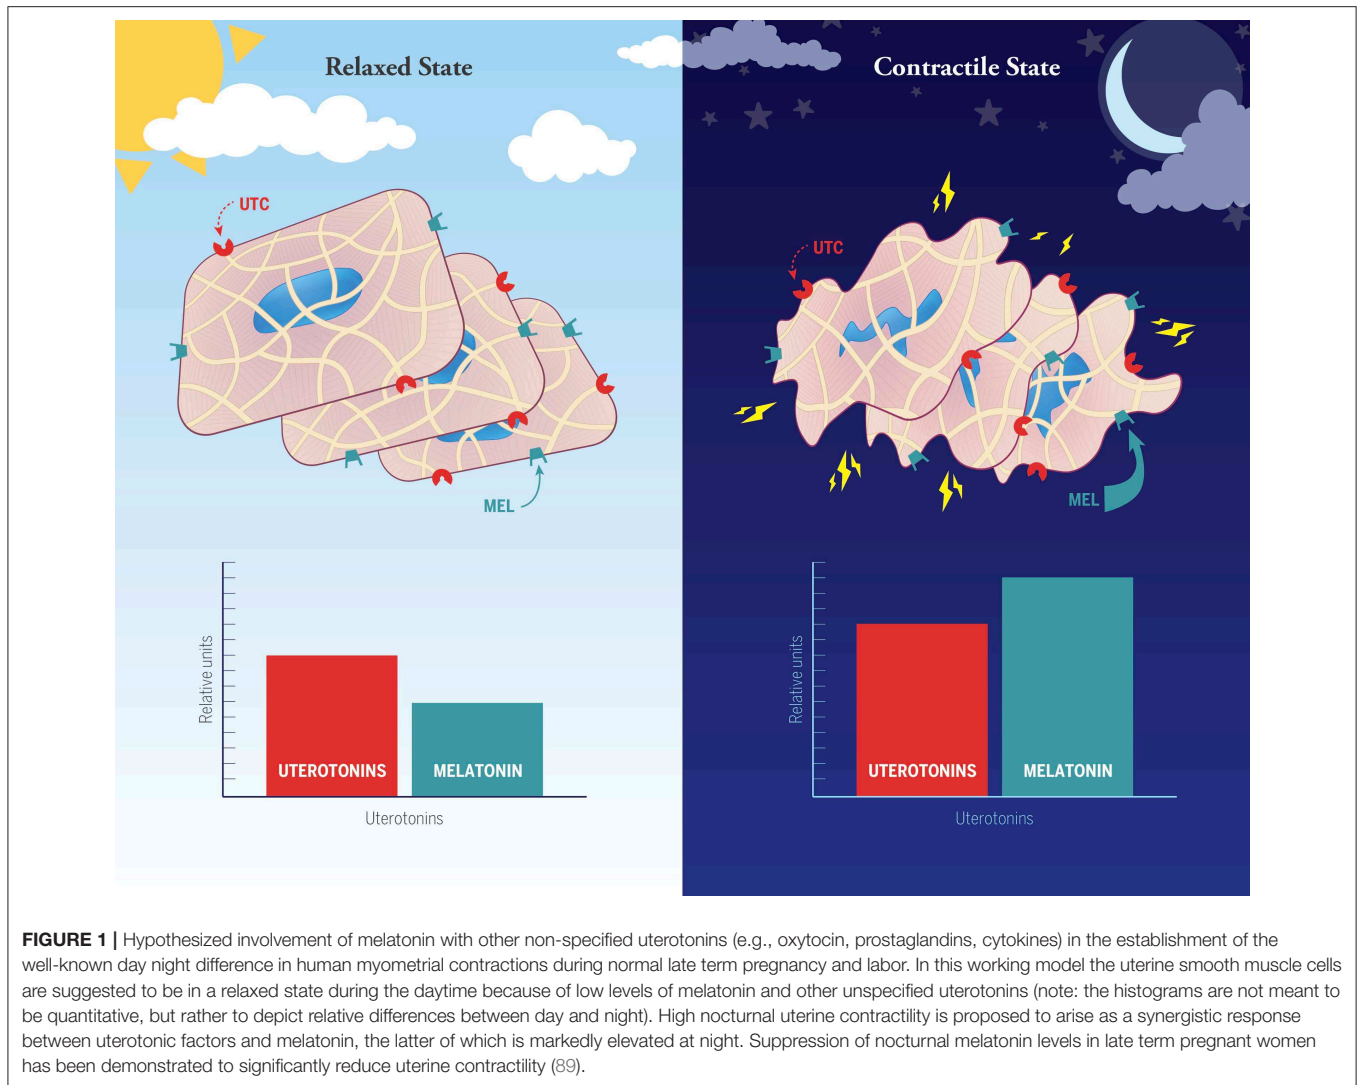 Relaxed State
Contractile State
UTC
MEL
UTC
MEL
Relative units
UTEROTONINS
MELATONIN
Uterotonins
Relative units
UTEROTONINS
MELATONIN
Uterotonins
FIGURE 1 | Hypothesized involvement of melatonin with other non-specified uterotonins (e.g., oxytocin, prostaglandins, cytokines) in the establishment of the
well-known day night difference in human myometrial contractions during normal late term pregnancy and labor. In this working model the uterine smooth muscle cells
are suggested to be in a relaxed state during the daytime because of low levels of melatonin and other unspecified uterotonins (note: the histograms are not meant to
be quantitative, but rather to depict relative differences between day and night). High nocturnal uterine contractility is proposed to arise as a synergistic response
between uterotonic factors and melatonin, the latter of which is markedly elevated at night. Suppression of nocturnal melatonin levels in late term pregnant women
has been demonstrated to significantly reduce uterine contractility (89).